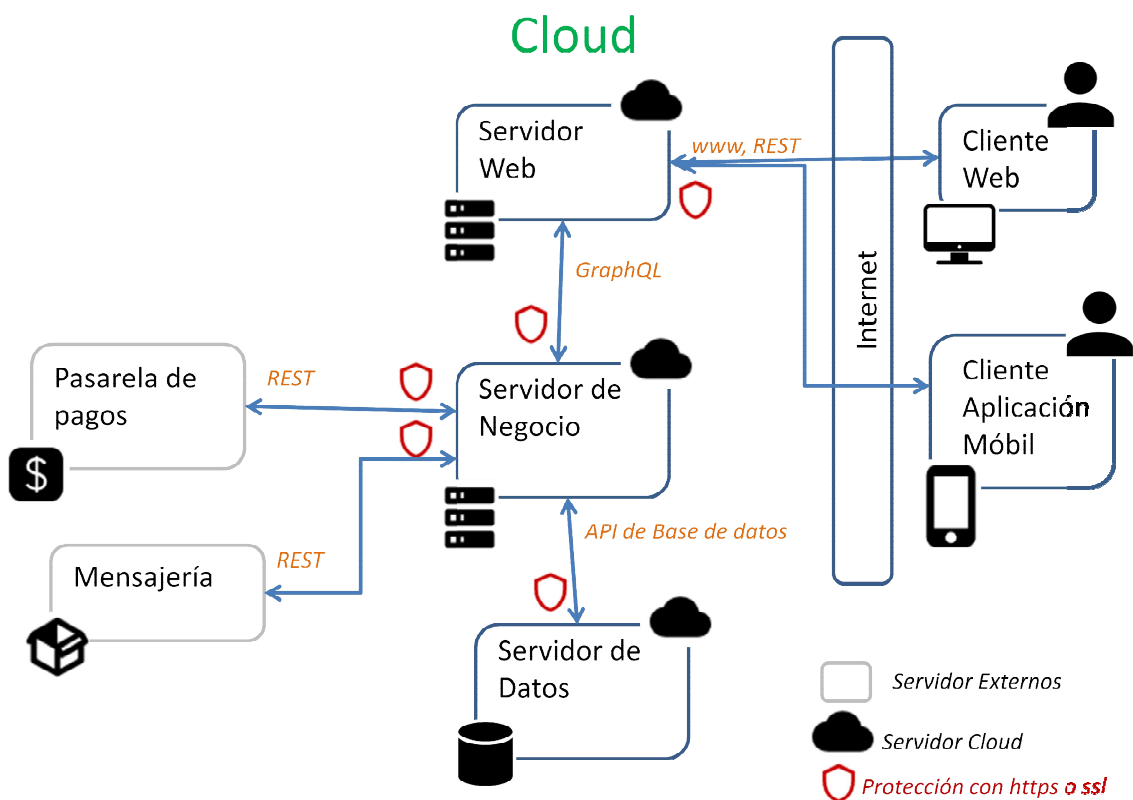 Cloud
Servidor
Web
www, REST
Cliente
Web
GraphQL
Internet
Pasarela de
pagos
REST
Servidor de
Negocio
Cliente
Aplicación
Móbil
$
REST
Mensajería
API de Base de datos
Servidor de
Datos
Servidor Externos
Servidor Cloud
Protección con https o ssl